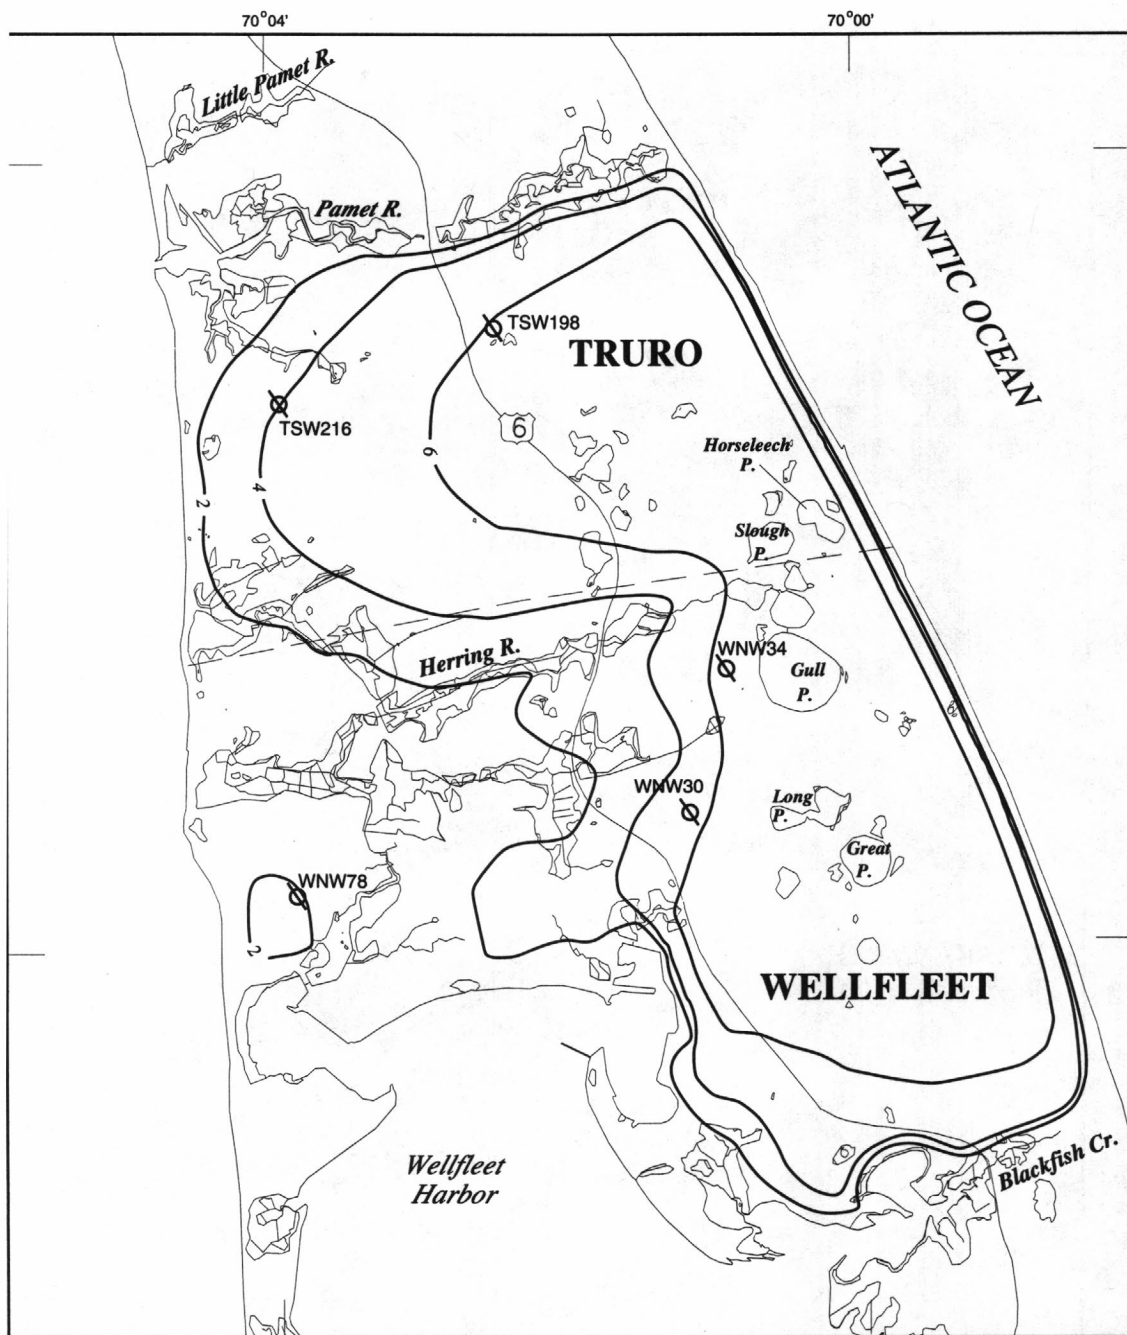 70°04'
70°00'
Little Pamet R.
ATLANTIC OCEAN
Pamet R.
TSW198
TRURO
TSW216
6
6
Horseleech
P.
4
2
Slough
P.
Herring R.
WNW34
Gull
P.
WNW30
Long
P.
Great
P.
WNW78
2
WELLFLEET
Blackfish Cr.
Wellfleet
Harbor